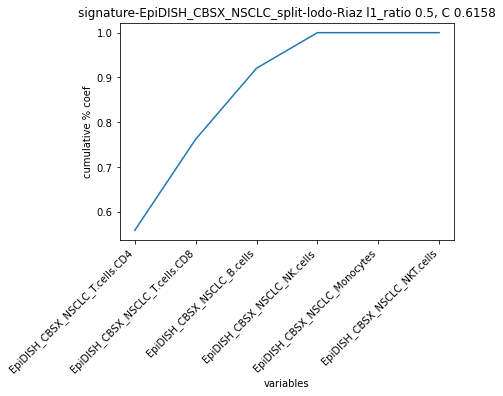 signature-EpiDISH_CBSX_NSCLC_split-lodo-Riaz l1_ratio 0.5, C 0.6158
cumulative % coef
1.0
0.9
0.8
0.7
0.6
EpiDISH_CBSX_NSCLC_T.cells.CD4
EpiDISH_CBSX_NSCLC_T.cells.CD8
EpiDISH_CBSX_NSCLC_B.cells
EpiDISH_CBSX_NSCLC_NK.cells
EpiDISH_CBSX_NSCLC_Monocytes
EpiDISH_CBSX_NSCLC_NKT.cells
variables